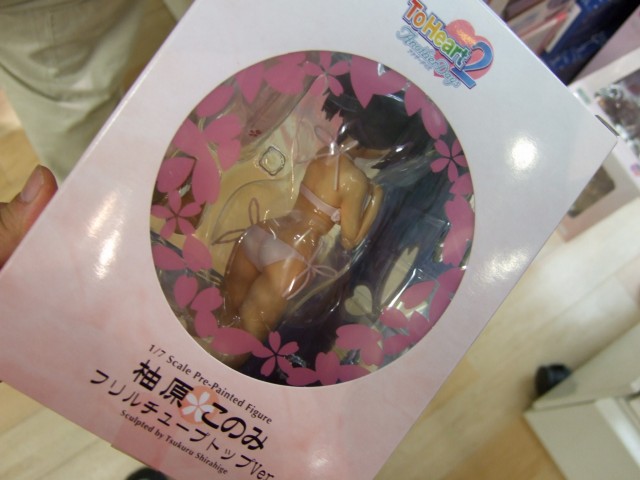 ToHeart2
1/7 Scale Pre-Painted Figure
柚原このみ
フリルチューブトップVer
Sculpted by Tsukuru Shirahige